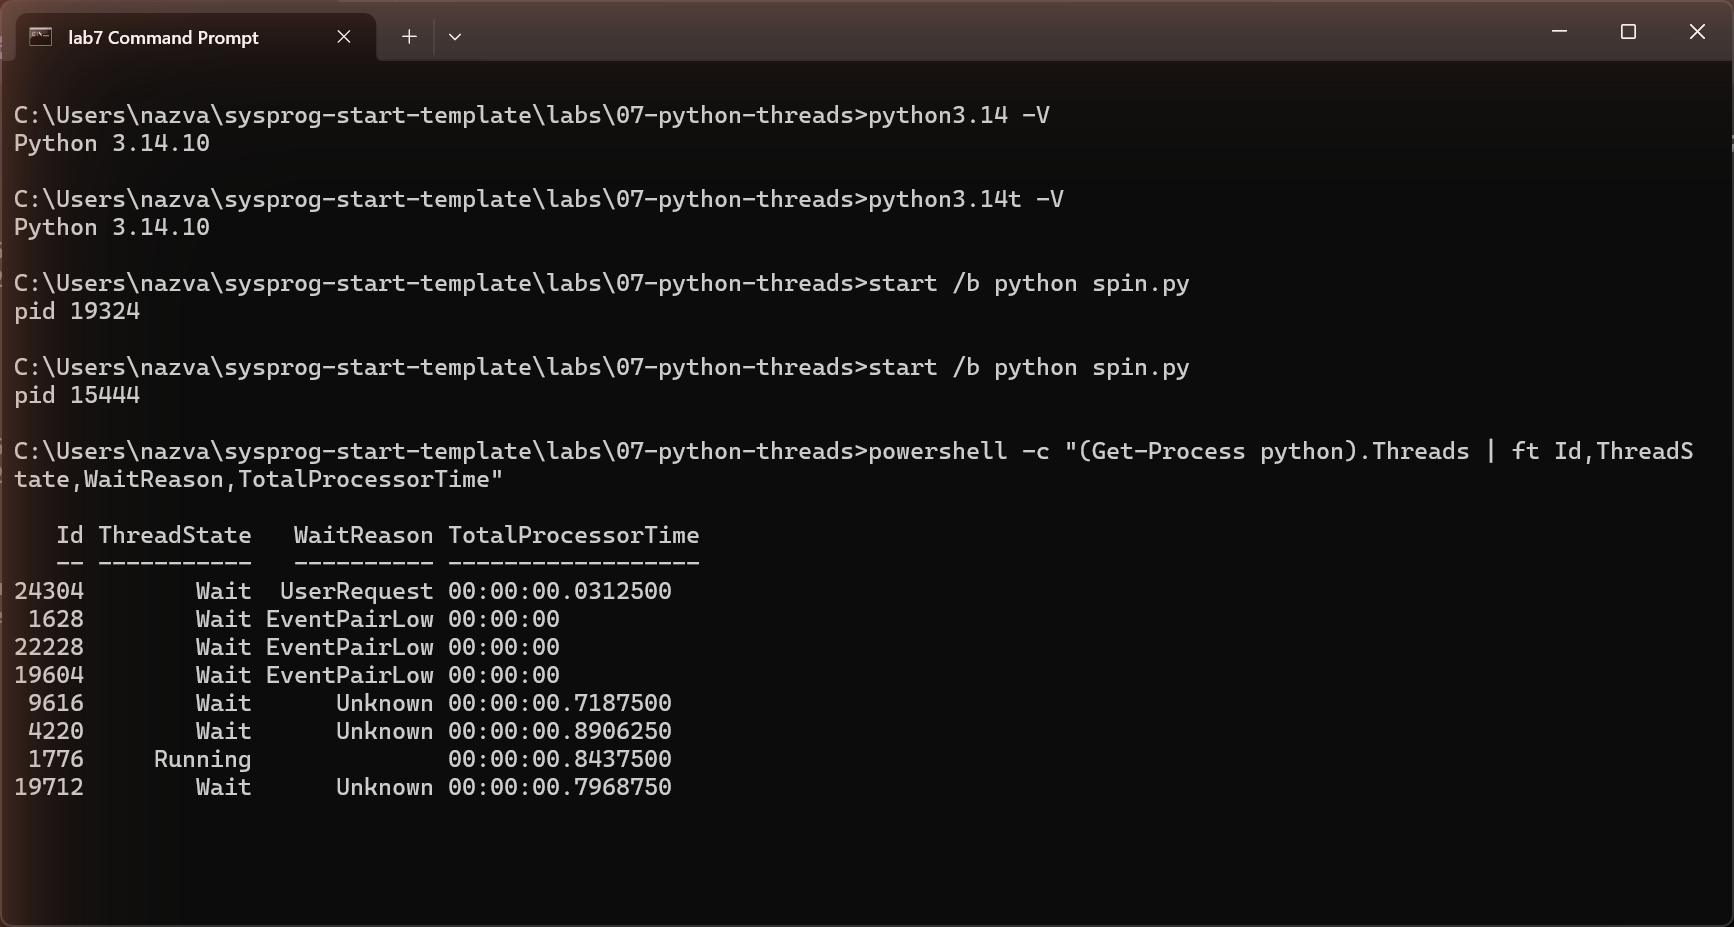 lab7 Command Prompt
C:\Users\nazva\sysprog-start-template\labs\07-python-threads>python3.14 -V
Python 3.14.10
C:\Users\nazva\sysprog-start-template\labs\07-python-threads>python3.14t -V
Python 3.14.10
C:\Users\nazva\sysprog-start-template\labs\07-python-threads>start /b python spin.py
pid 19324
C:\Users\nazva\sysprog-start-template\labs\07-python-threads>start /b python spin.py
pid 15444
C:\Users\nazva\sysprog-start-template\labs\07-python-threads>powershell -c "(Get-Process python).Threads | ft Id,ThreadS
tate,WaitReason,TotalProcessorTime"
   Id ThreadState   WaitReason TotalProcessorTime
   -- -----------   ---------- ------------------
24304        Wait  UserRequest 00:00:00.0312500
 1628        Wait EventPairLow 00:00:00
22228        Wait EventPairLow 00:00:00
19604        Wait EventPairLow 00:00:00
 9616        Wait      Unknown 00:00:00.7187500
 4220        Wait      Unknown 00:00:00.8906250
 1776     Running              00:00:00.8437500
19712        Wait      Unknown 00:00:00.7968750